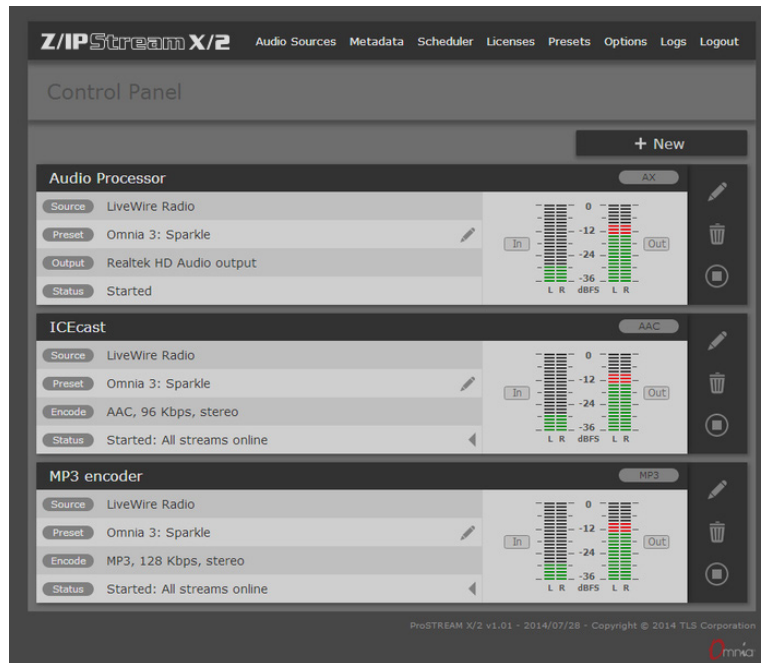 Z/IPStream X/2 Audio Sources Metadata Scheduler Licenses Presets Options Logs Logout
Control Panel
+ New
Audio Processor AX
Source LiveWire Radio
Preset Omnia 3: Sparkle
Output Realtek HD Audio output
Status Started
In 0 -12 -24 -36 Out
L R dBFS L R
ICEcast AAC
Source LiveWire Radio
Preset Omnia 3: Sparkle
Encode AAC, 96 Kbps, stereo
Status Started: All streams online
In 0 -12 -24 -36 Out
L R dBFS L R
MP3 encoder MP3
Source LiveWire Radio
Preset Omnia 3: Sparkle
Encode MP3, 128 Kbps, stereo
Status Started: All streams online
In 0 -12 -24 -36 Out
L R dBFS L R
ProSTREAM X/2 v1.01 - 2014/07/28 - Copyright © 2014 TLS Corporation
Omnia